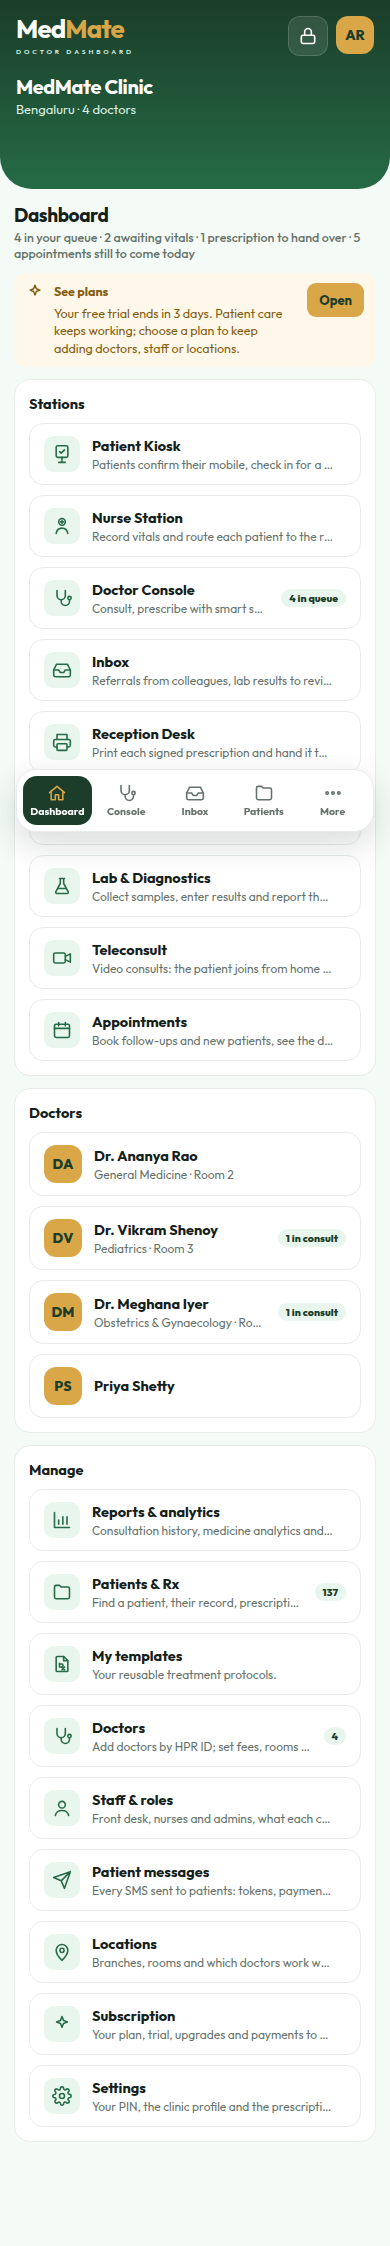 MedMate
DOCTOR DASHBOARD
AR
MedMate Clinic
Bengaluru · 4 doctors
Dashboard
4 in your queue · 2 awaiting vitals · 1 prescription to hand over · 5
appointments still to come today
See plans
Your free trial ends in 3 days. Patient care
keeps working; choose a plan to keep
adding doctors, staff or locations.
Open
Stations
Patient Kiosk
Patients confirm their mobile, check in for a ...
Nurse Station
Record vitals and route each patient to the r...
Doctor Console
Consult, prescribe with smart s...
4 in queue
Inbox
Referrals from colleagues, lab results to revi...
Reception Desk
Print each signed prescription and hand it t...
Dashboard
Console
Inbox
Patients
More
Lab & Diagnostics
Collect samples, enter results and report th...
Teleconsult
Video consults: the patient joins from home ...
Appointments
Book follow-ups and new patients, see the d...
Doctors
DA
Dr. Ananya Rao
General Medicine · Room 2
DV
Dr. Vikram Shenoy
Pediatrics · Room 3
1 in consult
DM
Dr. Meghana Iyer
Obstetrics & Gynaecology · Ro...
1 in consult
PS
Priya Shetty
Manage
Reports & analytics
Consultation history, medicine analytics and...
Patients & Rx
Find a patient, their record, prescripti...
137
My templates
Your reusable treatment protocols.
Doctors
Add doctors by HPR ID; set fees, rooms ...
4
Staff & roles
Front desk, nurses and admins, what each c...
Patient messages
Every SMS sent to patients: tokens, paymen...
Locations
Branches, rooms and which doctors work w...
Subscription
Your plan, trial, upgrades and payments to ...
Settings
Your PIN, the clinic profile and the prescripti...